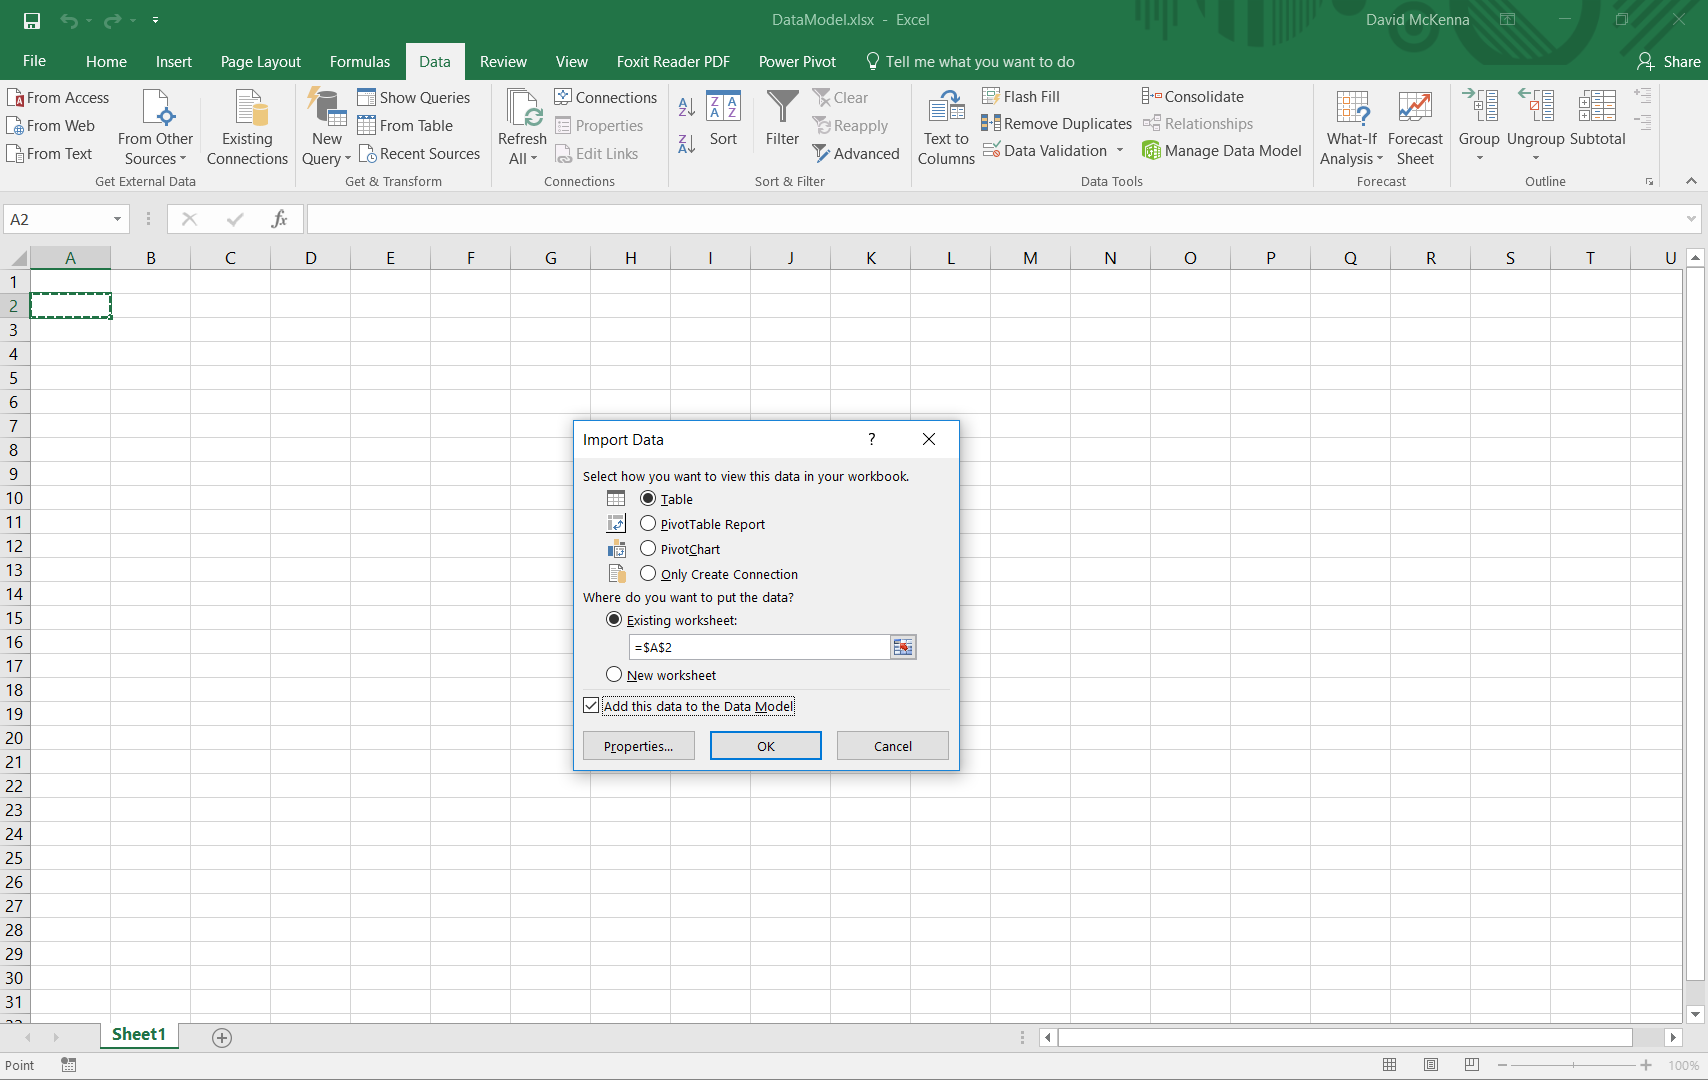 DataModel.xlsx - Excel
David McKenna
File Home Insert Page Layout Formulas Data Review View Foxit Reader PDF Power Pivot Tell me what you want to do Share
From Access
From Web
From Text
From Other Sources
Existing Connections
Get External Data
New Query
Show Queries
From Table
Recent Sources
Get & Transform
Refresh All
Connections
Properties
Edit Links
Connections
A Z
Z A
Z A A Z
Sort
Filter
Clear
Reapply
Advanced
Sort & Filter
Text to Columns
Flash Fill
Remove Duplicates
Data Validation
Consolidate
Relationships
Manage Data Model
Data Tools
What-If Analysis
Forecast Sheet
Forecast
Group
Ungroup
Subtotal
Outline
A2
fx
A B C D E F G H I J K L M N O P Q R S T U
1
2
3
4
5
6
7
8
9
10
11
12
13
14
15
16
17
18
19
20
21
22
23
24
25
26
27
28
29
30
31
Import Data ?
Select how you want to view this data in your workbook.
Table
PivotTable Report
PivotChart
Only Create Connection
Where do you want to put the data?
Existing worksheet:
=$A$2
New worksheet
Add this data to the Data Model
Properties... OK Cancel
Sheet1
Point
100%